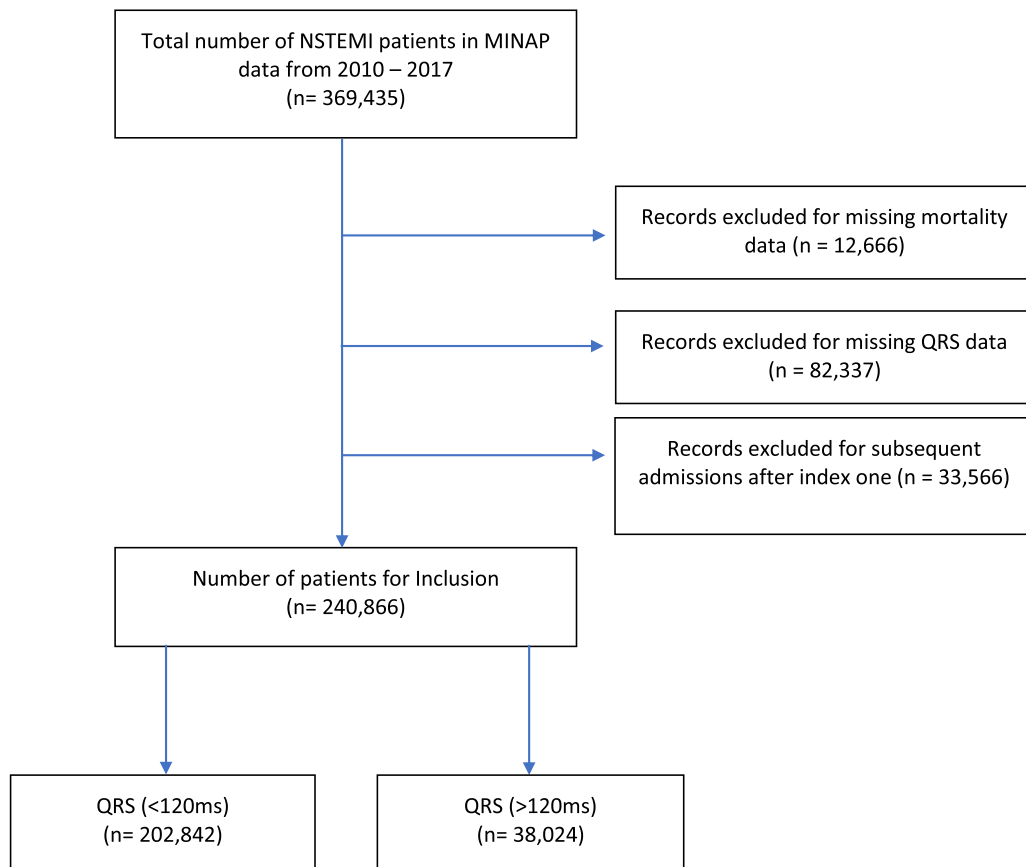 Total number of NSTEMI patients in MINAP
data from 2010 – 2017
(n= 369,435)
Records excluded for missing mortality
data (n = 12,666)
Records excluded for missing QRS data
(n = 82,337)
Records excluded for subsequent
admissions after index one (n = 33,566)
Number of patients for Inclusion
(n= 240,866)
QRS (<120ms)
(n= 202,842)
QRS (>120ms)
(n= 38,024)